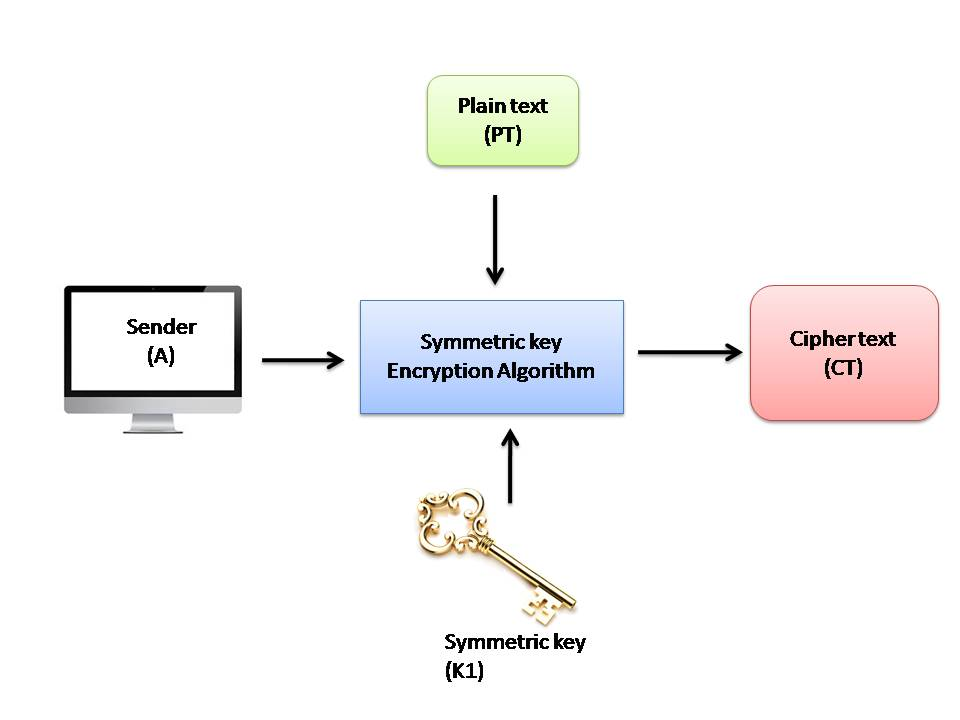 Plain text
(PT)
Sender
(A)
Symmetric key
Encryption Algorithm
Cipher text
(CT)
Symmetric key
(K1)